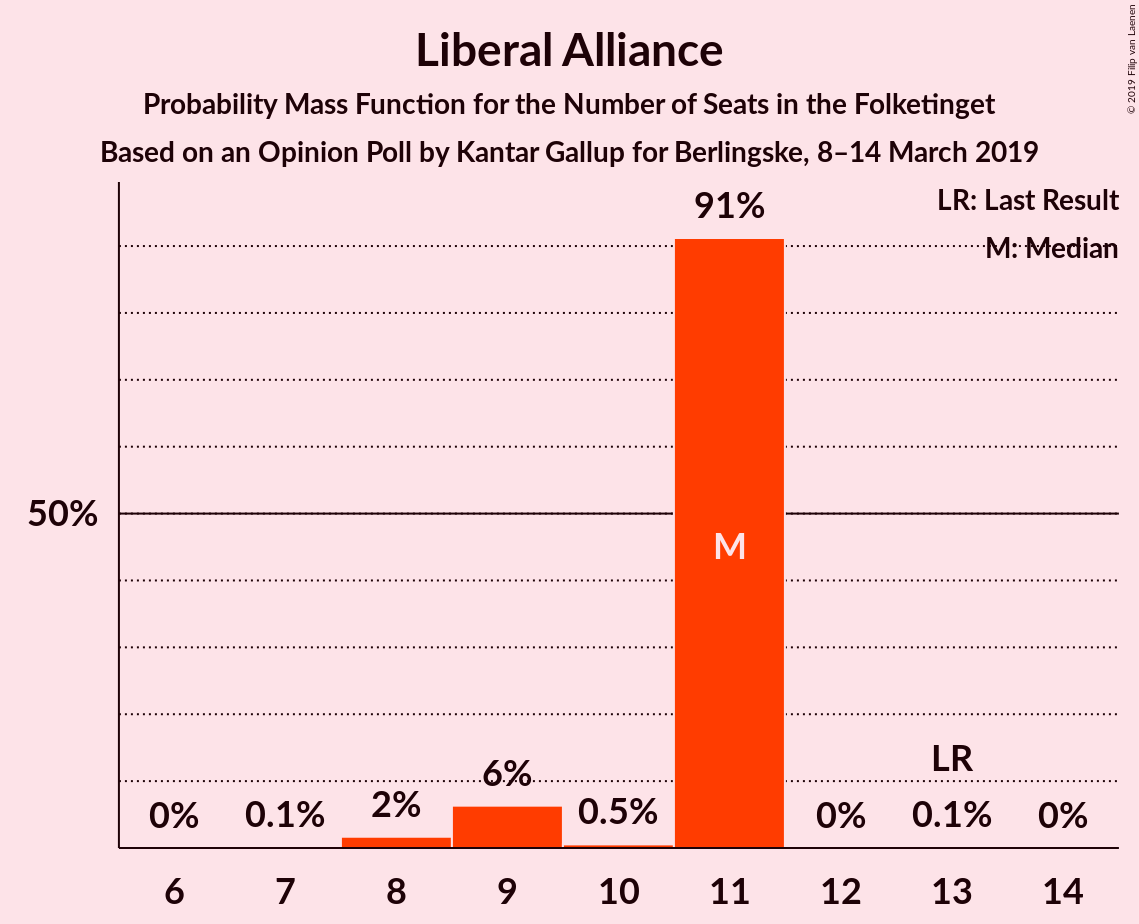 Liberal Alliance
Probability Mass Function for the Number of Seats in the Folketinget
Based on an Opinion Poll by Kantar Gallup for Berlingske, 8–14 March 2019
© 2019 Filip van Laenen
LR: Last Result
M: Median
50%
0%
0.1%
2%
6%
0.5%
91%
M
0%
LR
0.1%
0%
6 7 8 9 10 11 12 13 14